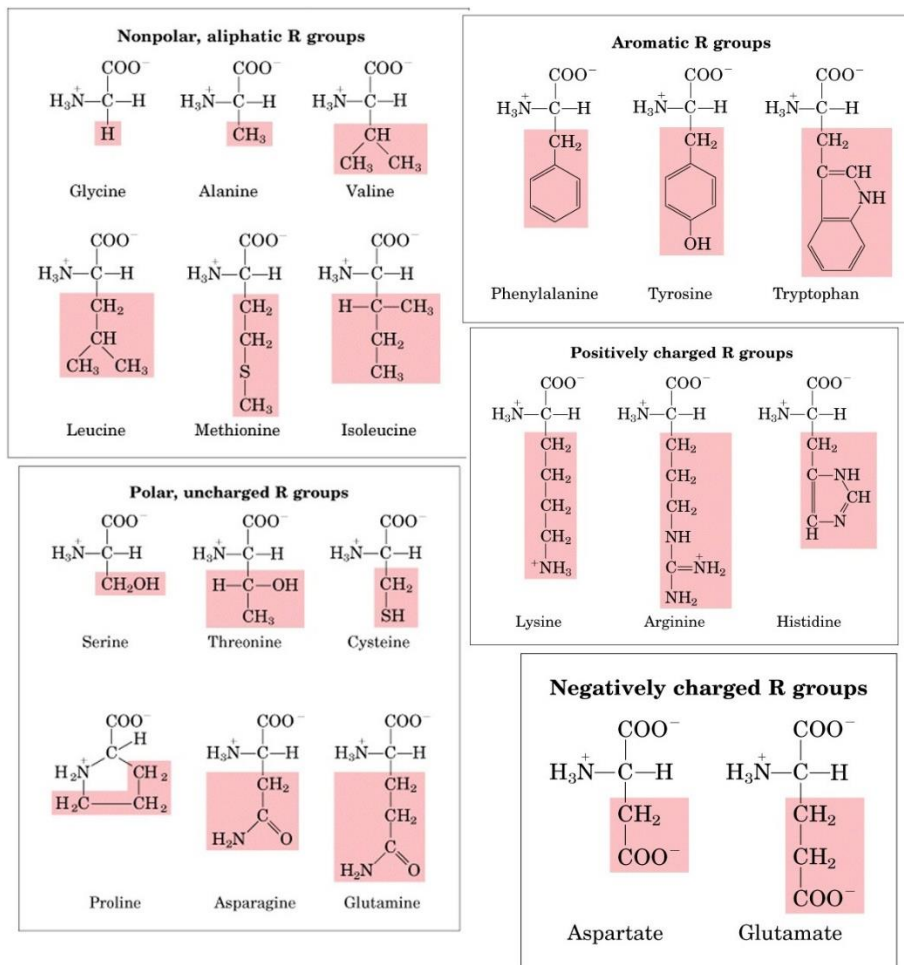 Nonpolar, aliphatic R groups
COO⁻ COO⁻ COO⁻
H₃N⁺—C—H H₃N⁺—C—H H₃N⁺—C—H
H CH₃ CH
CH₃ CH₃
Glycine Alanine Valine
COO⁻ COO⁻ COO⁻
H₃N⁺—C—H H₃N⁺—C—H H₃N⁺—C—H
CH₂ CH₂ H—C—CH₃
CH CH₂ CH₂
CH₃ CH₃ S CH₃
CH₃
Leucine Methionine Isoleucine
Aromatic R groups
COO⁻ COO⁻ COO⁻
H₃N⁺—C—H H₃N⁺—C—H H₃N⁺—C—H
CH₂ CH₂ CH₂
C=CH
NH
OH
Phenylalanine Tyrosine Tryptophan
Positively charged R groups
COO⁻ COO⁻ COO⁻
H₃N⁺—C—H H₃N⁺—C—H H₃N⁺—C—H
CH₂ CH₂ CH₂
CH₂ CH₂ C—NH
CH₂ CH₂ CH
CH₂ NH C—N
H
⁺NH₃ C=N⁺H₂
NH₂
Lysine Arginine Histidine
Polar, uncharged R groups
COO⁻ COO⁻ COO⁻
H₃N⁺—C—H H₃N⁺—C—H H₃N⁺—C—H
CH₂OH H—C—OH CH₂
CH₃ SH
Serine Threonine Cysteine
COO⁻ COO⁻ COO⁻
C H H₃N⁺—C—H H₃N⁺—C—H
H₂N⁺ CH₂ CH₂ CH₂
H₂C CH₂ C CH₂
H₂N O C
H₂N O
Proline Asparagine Glutamine
Negatively charged R groups
COO⁻ COO⁻
H₃N⁺—C—H H₃N⁺—C—H
CH₂ CH₂
COO⁻ CH₂
COO⁻
Aspartate Glutamate